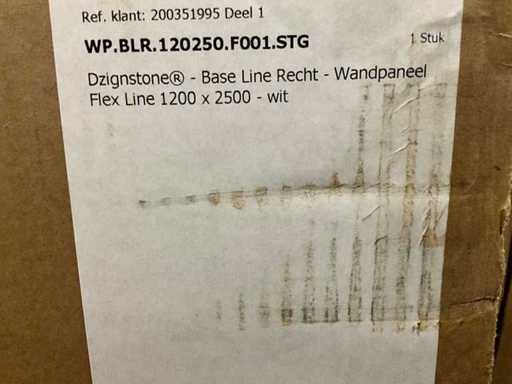 Ref. klant: 200351995 Deel 1
WP.BLR.120250.F001.STG 1 Stuk
Dzignstone® - Base Line Recht - Wandpaneel
Flex Line 1200 x 2500 - wit